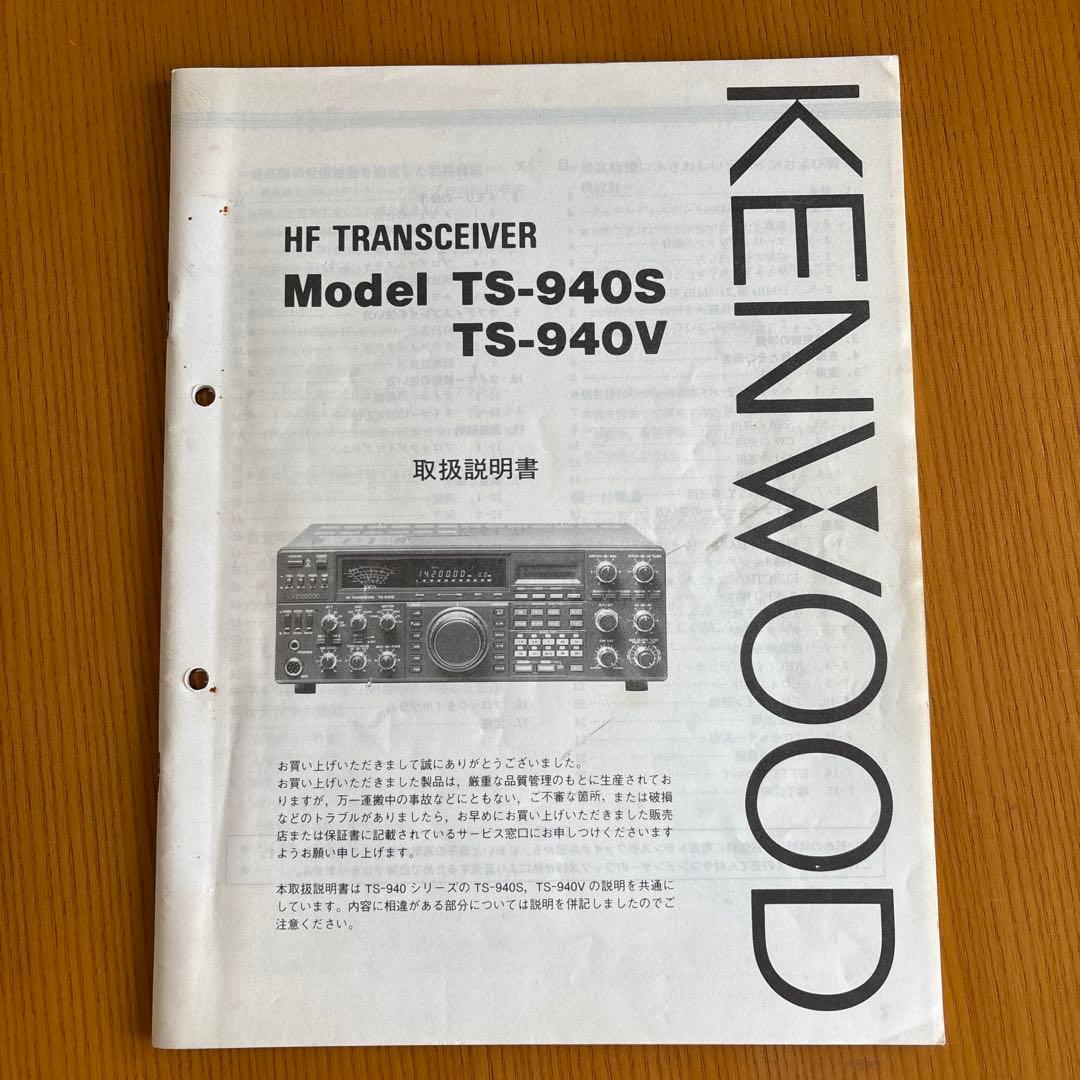 KENWOOD
HF TRANSCEIVER
Model TS-940S
TS-940V
取扱説明書
14.200.00
HF TRANSCEIVER TS-940S
お買い上げいただきまして誠にありがとうございました。
お買い上げいただきました製品は，厳重な品質管理のもとに生産されてお
りますが，万一運搬中の事故などにともない，ご不審な箇所，または破損
などのトラブルがありましたら，お早めにお買い上げいただきました販売
店または保証書に記載されているサービス窓口にお申しつけくださいます
ようお願い申し上げます。
本取扱説明書は TS-940 シリーズの TS-940S，TS-940V の説明を共通に
しています。内容に相違がある部分については説明を併記しましたのでご
注意ください。